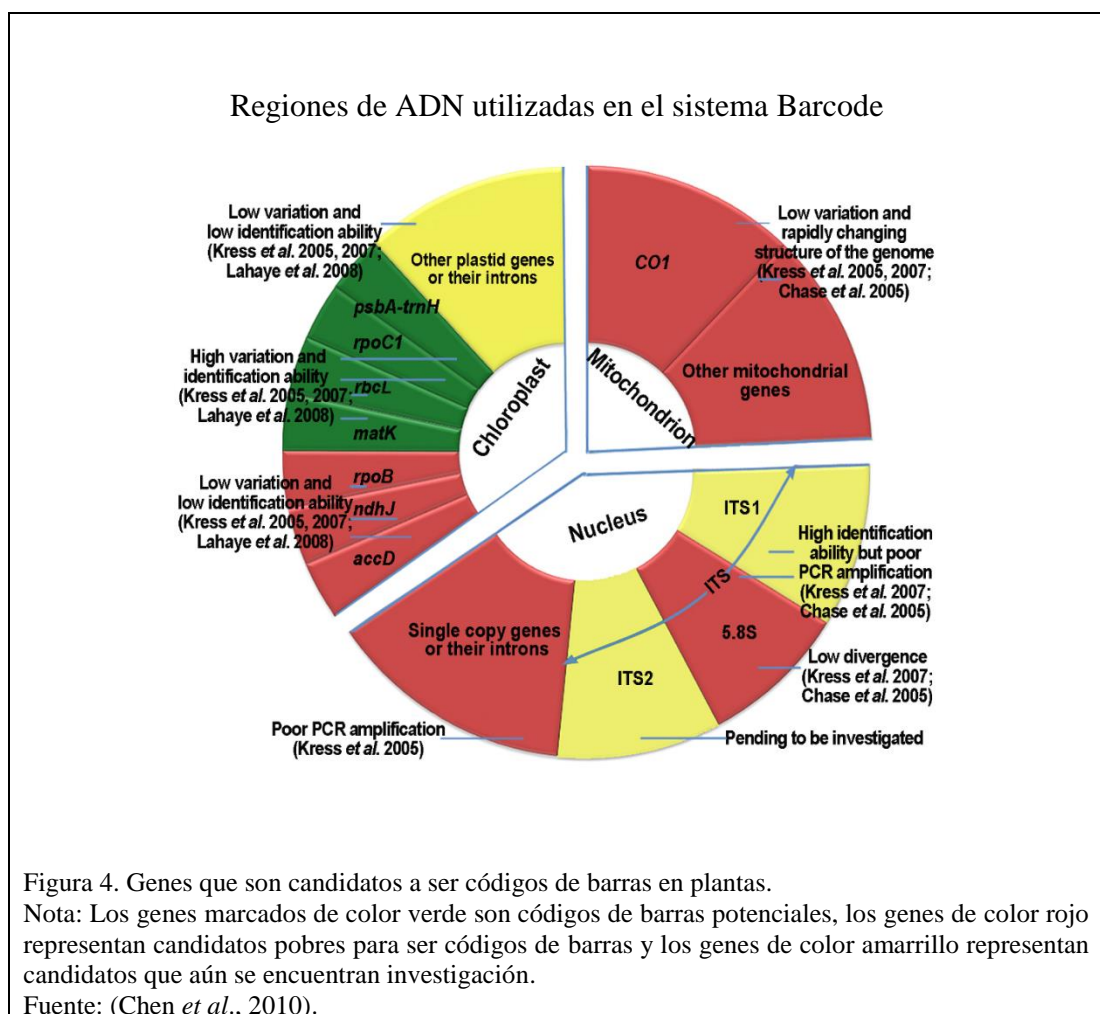 Regiones de ADN utilizadas en el sistema Barcode
Low variation and
low identification ability
(Kress et al. 2005, 2007;
Lahaye et al. 2008)
Other plastid genes
or their introns
psbA-trnH
rpoC1
High variation and
identification ability
(Kress et al. 2005, 2007;
Lahaye et al. 2008)
rbcL
matK
Chloroplast
rpoB
Low variation and
low identification ability
(Kress et al. 2005, 2007;
Lahaye et al. 2008)
ndhJ
accD
CO1
Low variation and
rapidly changing
structure of the genome
(Kress et al. 2005, 2007;
Chase et al. 2005)
Other mitochondrial
genes
Mitochondrion
Nucleus
ITS1
High identification
ability but poor
PCR amplification
(Kress et al. 2007;
Chase et al. 2005)
ITS
5.8S
Low divergence
(Kress et al. 2007;
Chase et al. 2005)
ITS2
Pending to be investigated
Single copy genes
or their introns
Poor PCR amplification
(Kress et al. 2005)
Figura 4. Genes que son candidatos a ser códigos de barras en plantas.
Nota: Los genes marcados de color verde son códigos de barras potenciales, los genes de color rojo
representan candidatos pobres para ser códigos de barras y los genes de color amarrillo representan
candidatos que aún se encuentran investigación.
Fuente: (Chen et al., 2010).